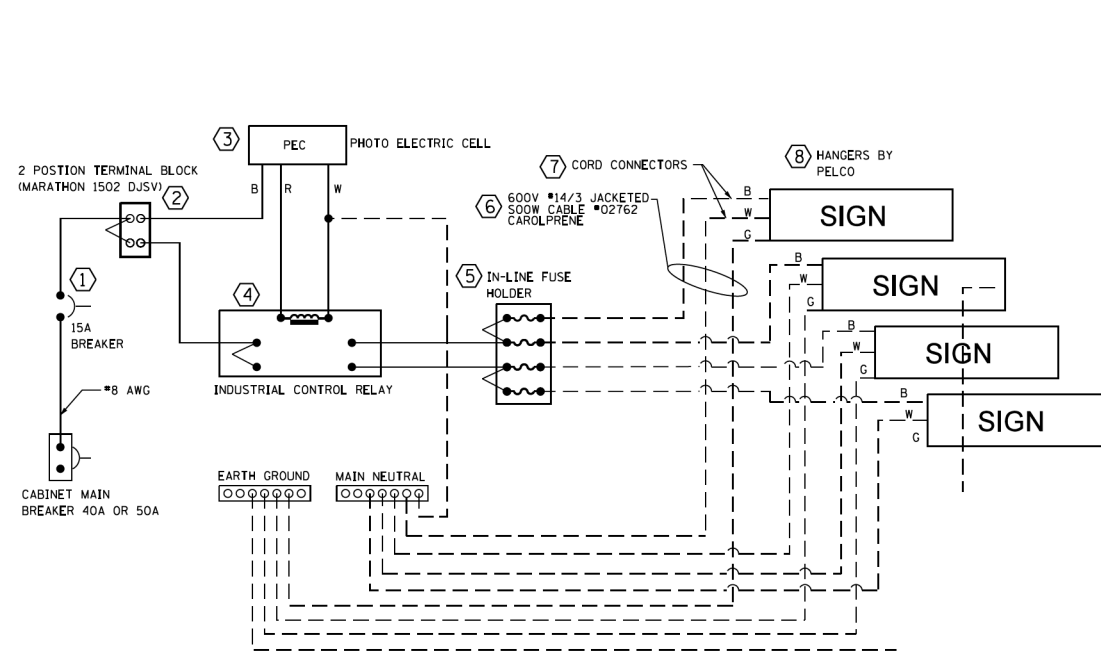 3
PEC
PHOTO ELECTRIC CELL
2 POSTION TERMINAL BLOCK
(MARATHON 1502 DJSV)
2
B
R
W
7
CORD CONNECTORS
8
HANGERS BY
PELCO
6
600V #14/3 JACKETED
SOOW CABLE #02762
CAROLPRENE
B
W
G
SIGN
1
15A
BREAKER
4
5
IN-LINE FUSE
HOLDER
B
W
G
SIGN
B
W
G
SIGN
#8 AWG
INDUSTRIAL CONTROL RELAY
B
W
G
SIGN
CABINET MAIN
BREAKER 40A OR 50A
EARTH GROUND
MAIN NEUTRAL